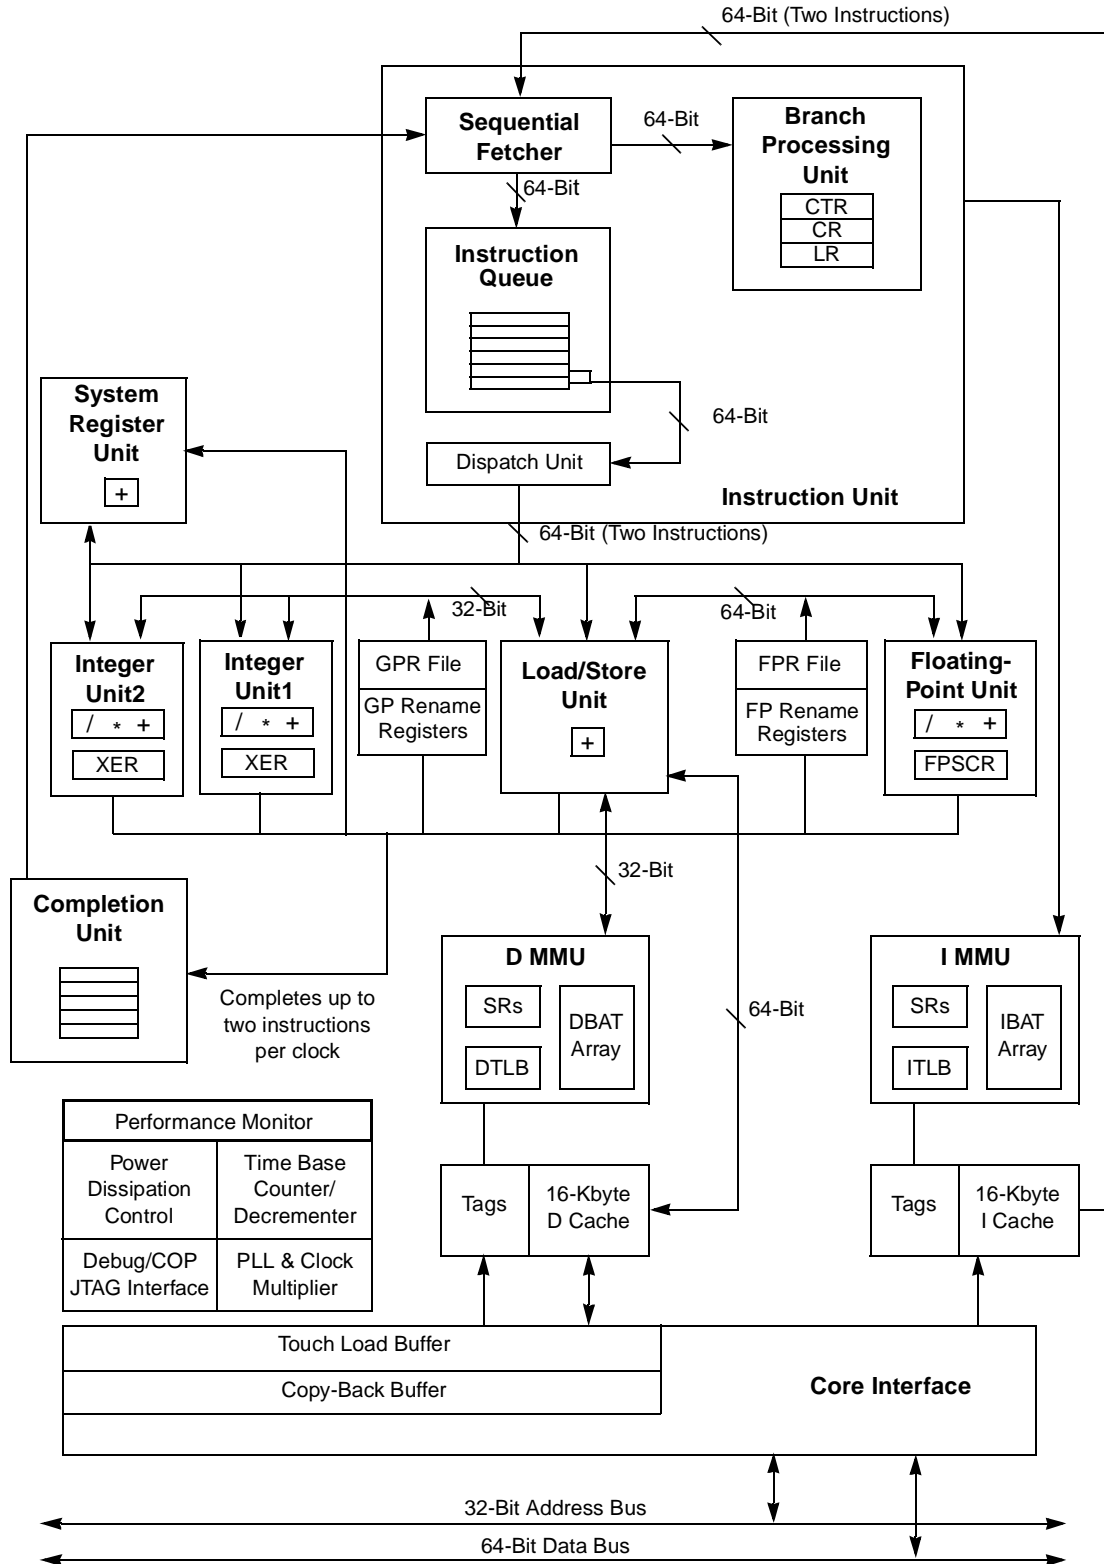 64-Bit (Two Instructions)
Sequential
Fetcher
64-Bit
Branch
Processing
Unit
CTR
CR
LR
64-Bit
Instruction
Queue
64-Bit
Dispatch Unit
Instruction Unit
System
Register
Unit
+
64-Bit (Two Instructions)
32-Bit
64-Bit
Integer
Unit2
/ * +
XER
Integer
Unit1
/ * +
XER
GPR File
GP Rename
Registers
Load/Store
Unit
+
FPR File
FP Rename
Registers
Floating-
Point Unit
/ * +
FPSCR
32-Bit
Completion
Unit
Completes up to
two instructions
per clock
D MMU
SRs
DTLB
DBAT
Array
64-Bit
I MMU
SRs
ITLB
IBAT
Array
Performance Monitor
Power
Dissipation
Control
Time Base
Counter/
Decrementer
Debug/COP
JTAG Interface
PLL & Clock
Multiplier
Tags
16-Kbyte
D Cache
Tags
16-Kbyte
I Cache
Touch Load Buffer
Copy-Back Buffer
Core Interface
32-Bit Address Bus
64-Bit Data Bus